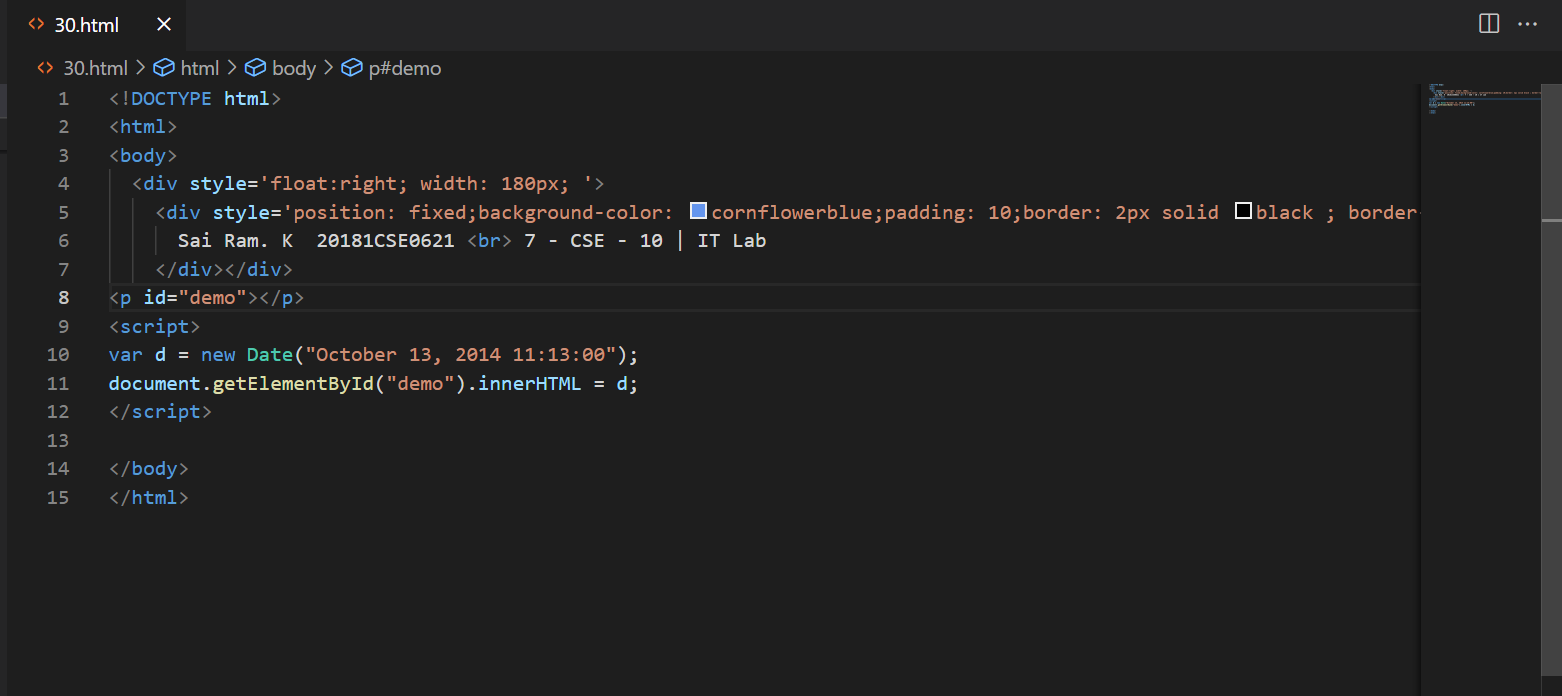 30.html
30.html > html > body > p#demo
1 <!DOCTYPE html>
2 <html>
3 <body>
4 <div style='float:right; width: 180px; '>
5 <div style='position: fixed;background-color: cornflowerblue;padding: 10;border: 2px solid black ; border-
6 Sai Ram. K  20181CSE0621 <br> 7 - CSE - 10 | IT Lab
7 </div></div>
8 <p id="demo"></p>
9 <script>
10 var d = new Date("October 13, 2014 11:13:00");
11 document.getElementById("demo").innerHTML = d;
12 </script>
13
14 </body>
15 </html>